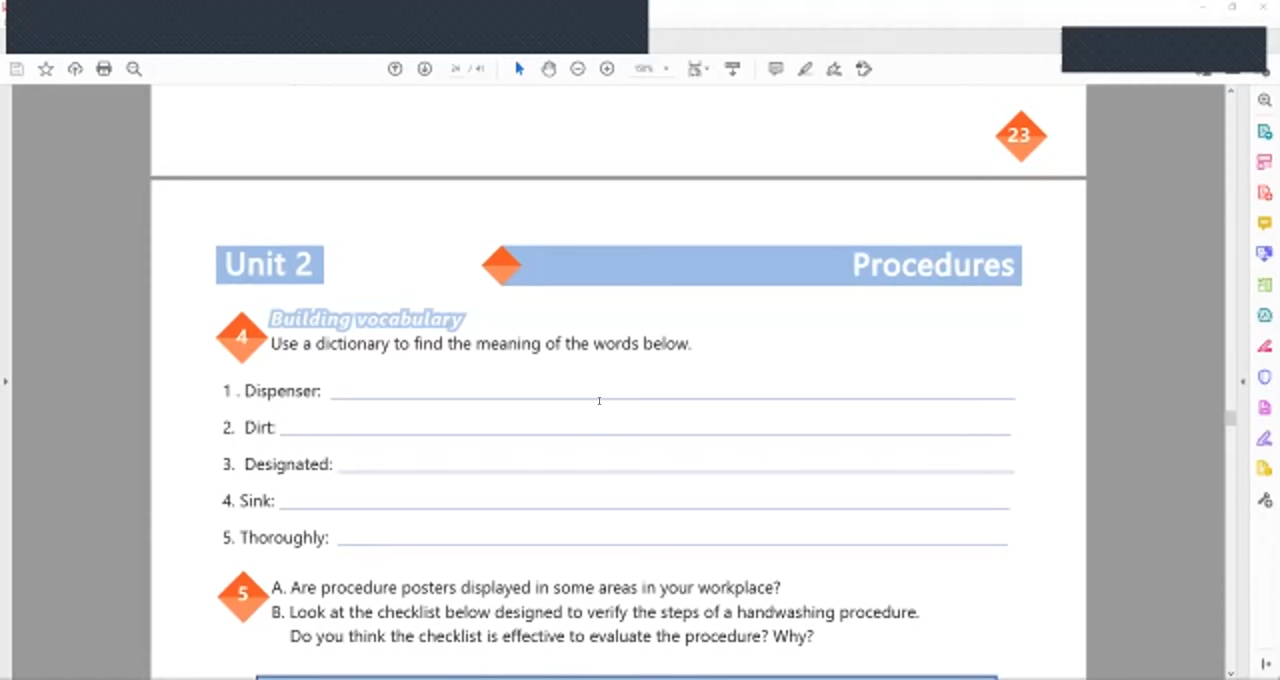 24 / 41
23
Unit 2
Procedures
4
Building vocabulary
Use a dictionary to find the meaning of the words below.
1 . Dispenser:
2. Dirt:
3. Designated:
4. Sink:
5. Thoroughly:
5
A. Are procedure posters displayed in some areas in your workplace?
B. Look at the checklist below designed to verify the steps of a handwashing procedure.
Do you think the checklist is effective to evaluate the procedure? Why?